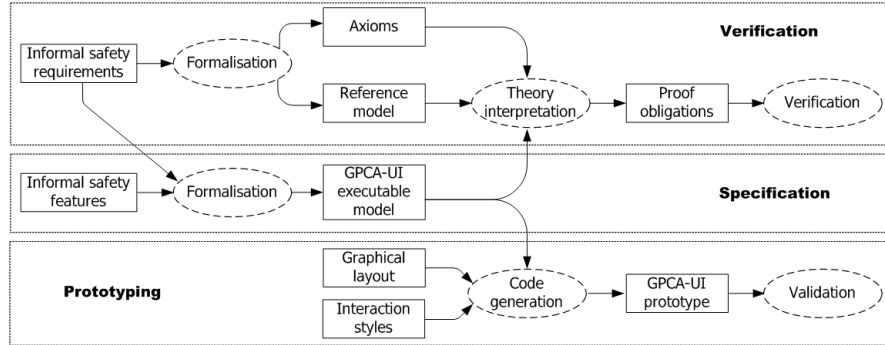 Verification
Axioms
Informal safety
requirements
Formalisation
Reference
model
Theory
interpretation
Proof
obligations
Verification
Informal safety
features
Formalisation
GPCA-UI
executable
model
Specification
Graphical
layout
Prototyping
Interaction
styles
Code
generation
GPCA-UI
prototype
Validation